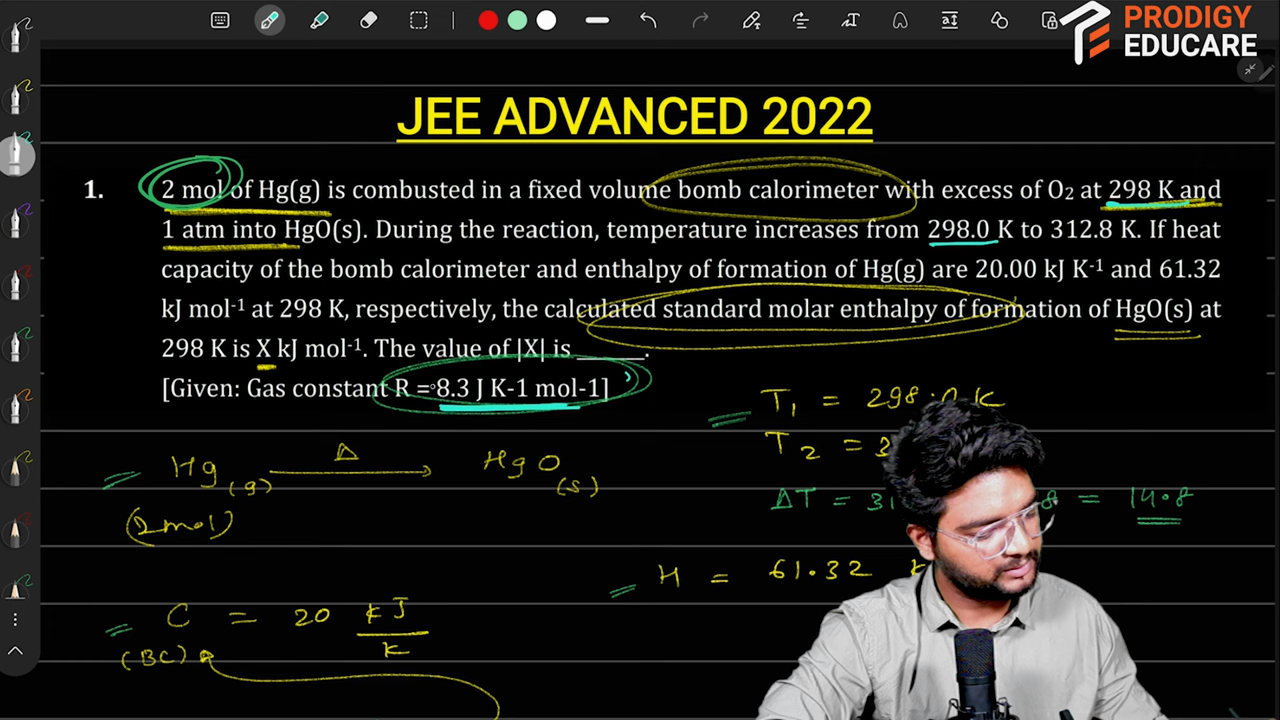 PRODIGY
EDUCARE
JEE ADVANCED 2022
1. 2 mol of Hg(g) is combusted in a fixed volume bomb calorimeter with excess of O₂ at 298 K and
1 atm into HgO(s). During the reaction, temperature increases from 298.0 K to 312.8 K. If heat
capacity of the bomb calorimeter and enthalpy of formation of Hg(g) are 20.00 kJ K⁻¹ and 61.32
kJ mol⁻¹ at 298 K, respectively, the calculated standard molar enthalpy of formation of HgO(s) at
298 K is X kJ mol⁻¹. The value of |X| is ______.
[Given: Gas constant R = 8.3 J K-1 mol-1]
T₁ = 298.0 K
T₂ = 3
Hg(g) Δ→ HgO(s)
(2mol)
ΔT = 31 8 = 14.8
H = 61.32 k
C = 20 kJ/K
(BC)